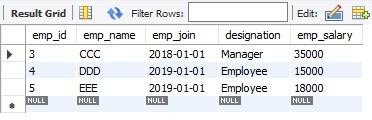 Result Grid Filter Rows: Edit:
emp_id emp_name emp_join designation emp_salary
3 CCC 2018-01-01 Manager 35000
4 DDD 2019-01-01 Employee 15000
5 EEE 2019-01-01 Employee 18000
NULL NULL NULL NULL NULL